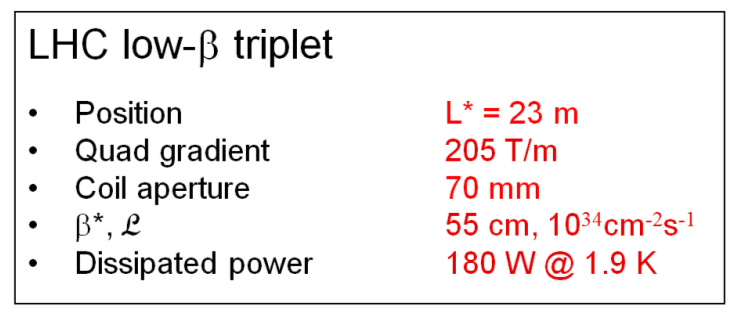 LHC low-β triplet
• Position L* = 23 m
• Quad gradient 205 T/m
• Coil aperture 70 mm
• β*, ℒ 55 cm, 10³⁴cm⁻²s⁻¹
• Dissipated power 180 W @ 1.9 K